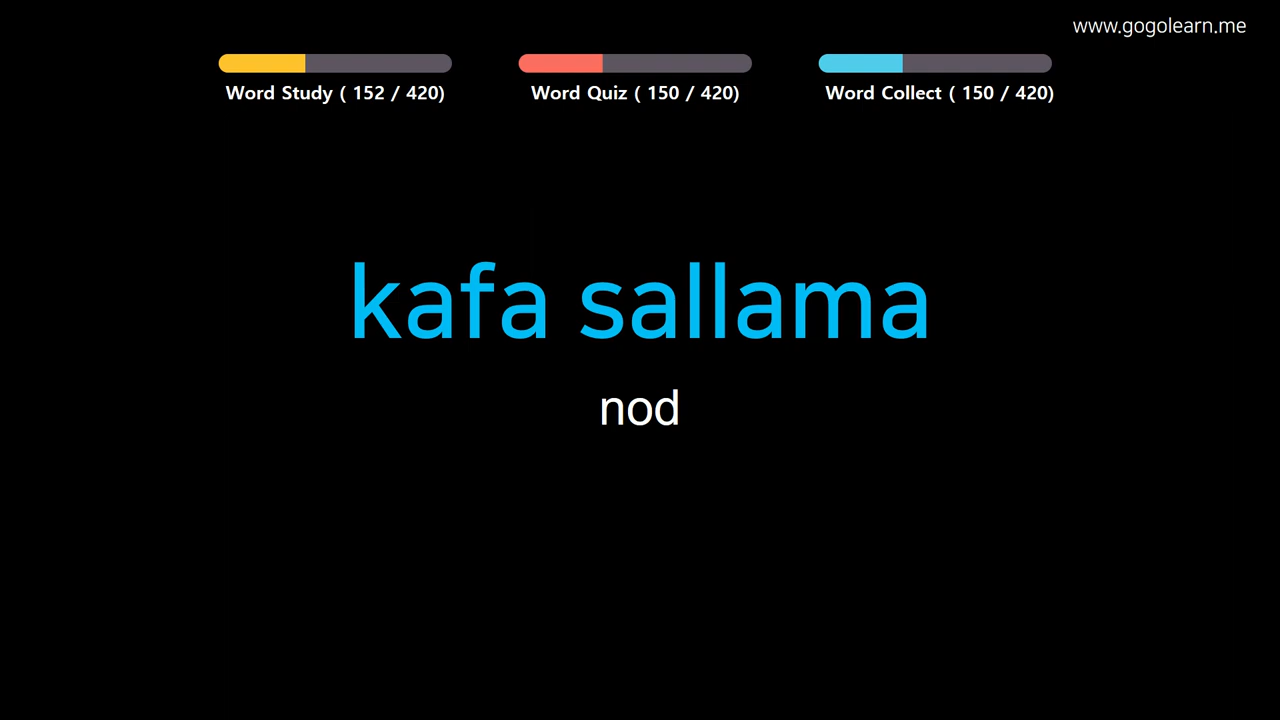 www.gogolearn.me
Word Study ( 152 / 420)
Word Quiz ( 150 / 420)
Word Collect ( 150 / 420)
kafa sallama
nod